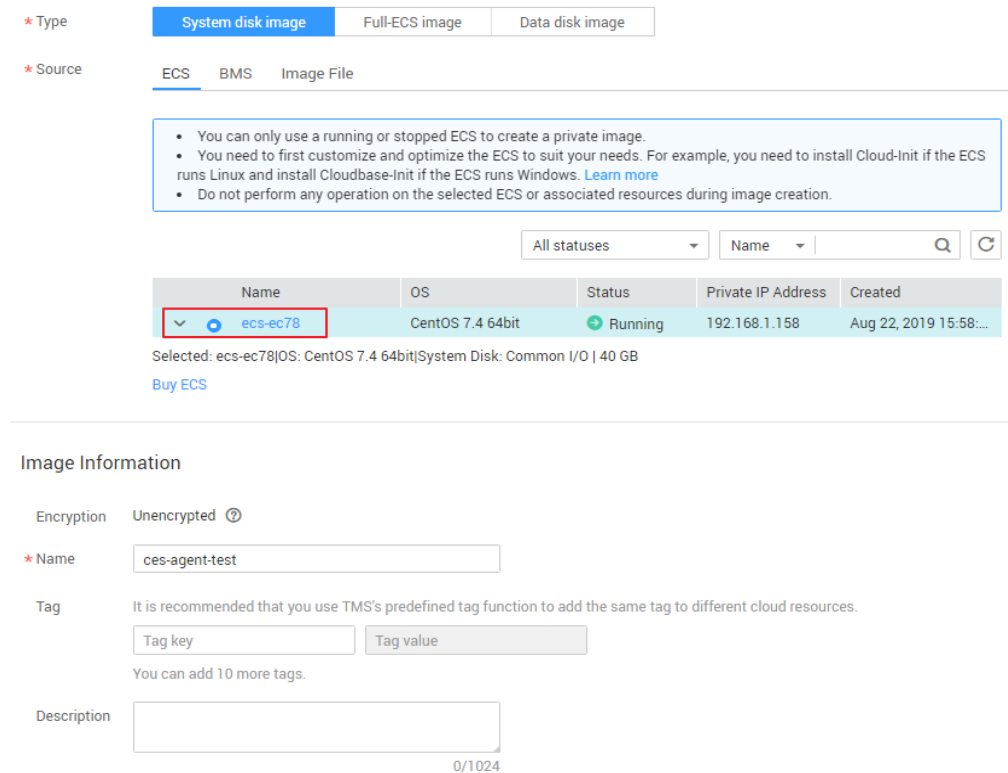 * Type
System disk image
Full-ECS image
Data disk image
* Source
ECS
BMS
Image File
• You can only use a running or stopped ECS to create a private image.
• You need to first customize and optimize the ECS to suit your needs. For example, you need to install Cloud-Init if the ECS
runs Linux and install Cloudbase-Init if the ECS runs Windows. Learn more
• Do not perform any operation on the selected ECS or associated resources during image creation.
All statuses
Name
Name OS Status Private IP Address Created
ecs-ec78 CentOS 7.4 64bit Running 192.168.1.158 Aug 22, 2019 15:58:...
Selected: ecs-ec78|OS: CentOS 7.4 64bit|System Disk: Common I/O | 40 GB
Buy ECS
Image Information
Encryption Unencrypted ?
* Name ces-agent-test
Tag It is recommended that you use TMS's predefined tag function to add the same tag to different cloud resources.
Tag key Tag value
You can add 10 more tags.
Description
0/1024